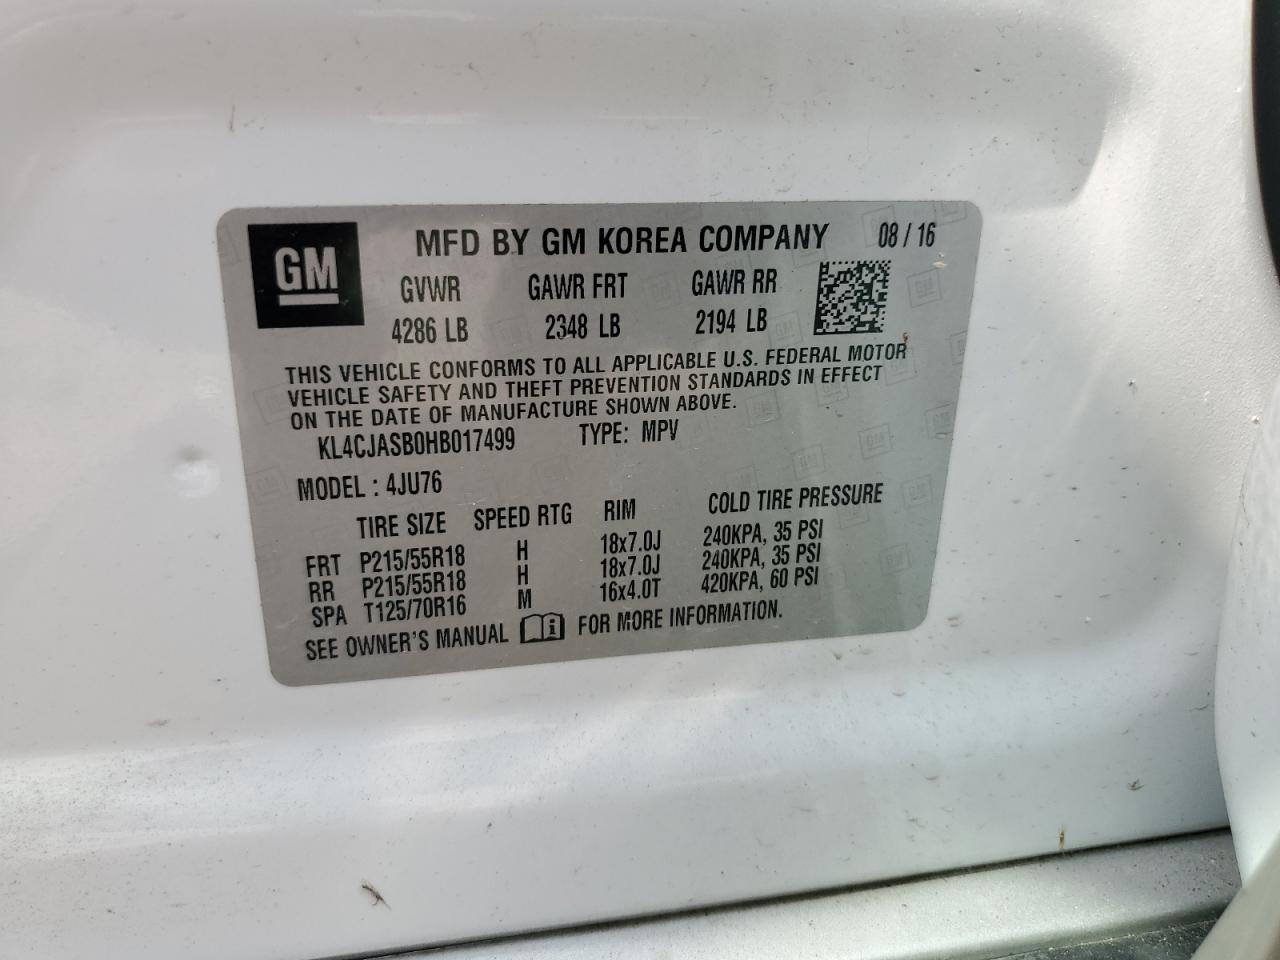 GM
MFD BY GM KOREA COMPANY 08 / 16
GVWR GAWR FRT GAWR RR
4286 LB 2348 LB 2194 LB
THIS VEHICLE CONFORMS TO ALL APPLICABLE U.S. FEDERAL MOTOR
VEHICLE SAFETY AND THEFT PREVENTION STANDARDS IN EFFECT
ON THE DATE OF MANUFACTURE SHOWN ABOVE.
KL4CJASB0HB017499 TYPE: MPV
MODEL : 4JU76
TIRE SIZE SPEED RTG RIM COLD TIRE PRESSURE
FRT P215/55R18 H 18x7.0J 240KPA, 35 PSI
RR P215/55R18 H 18x7.0J 240KPA, 35 PSI
SPA T125/70R16 M 16x4.0T 420KPA, 60 PSI
SEE OWNER'S MANUAL i FOR MORE INFORMATION.